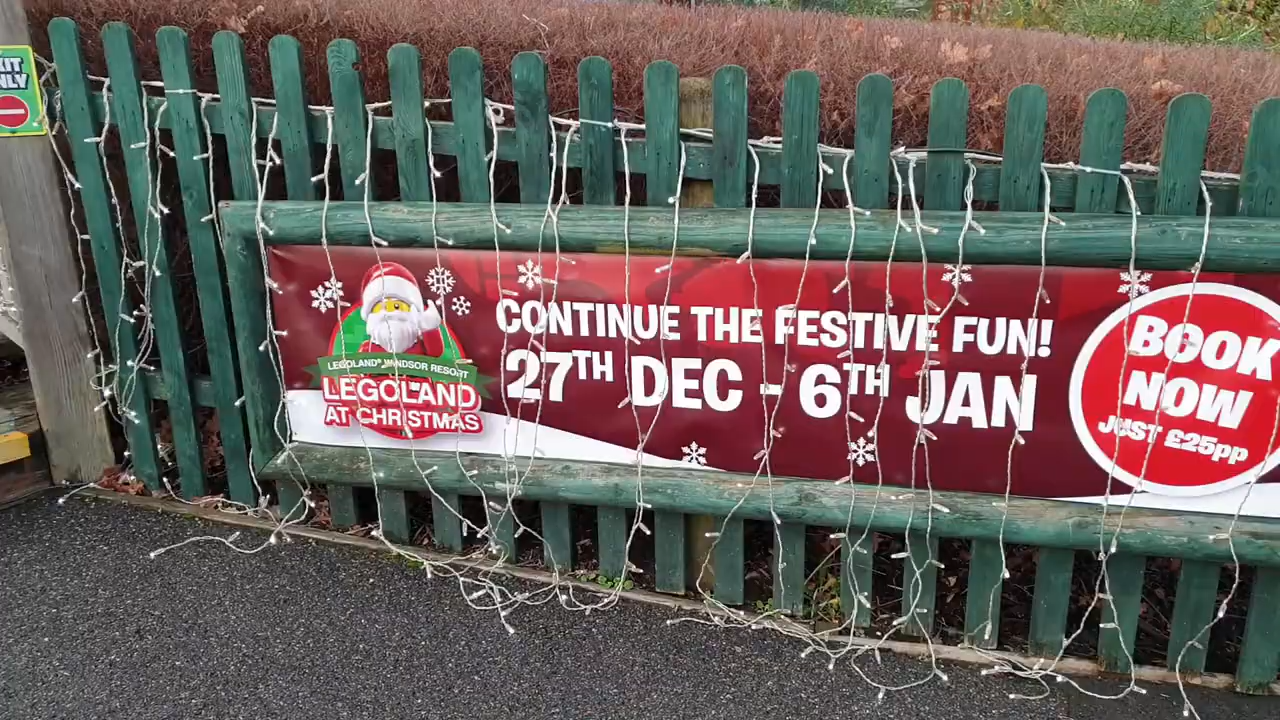 EXIT
ONLY
LEGOLAND® WINDSOR RESORT
LEGOLAND
AT CHRISTMAS
CONTINUE THE FESTIVE FUN!
27TH DEC - 6TH JAN
BOOK
NOW
JUST £25pp